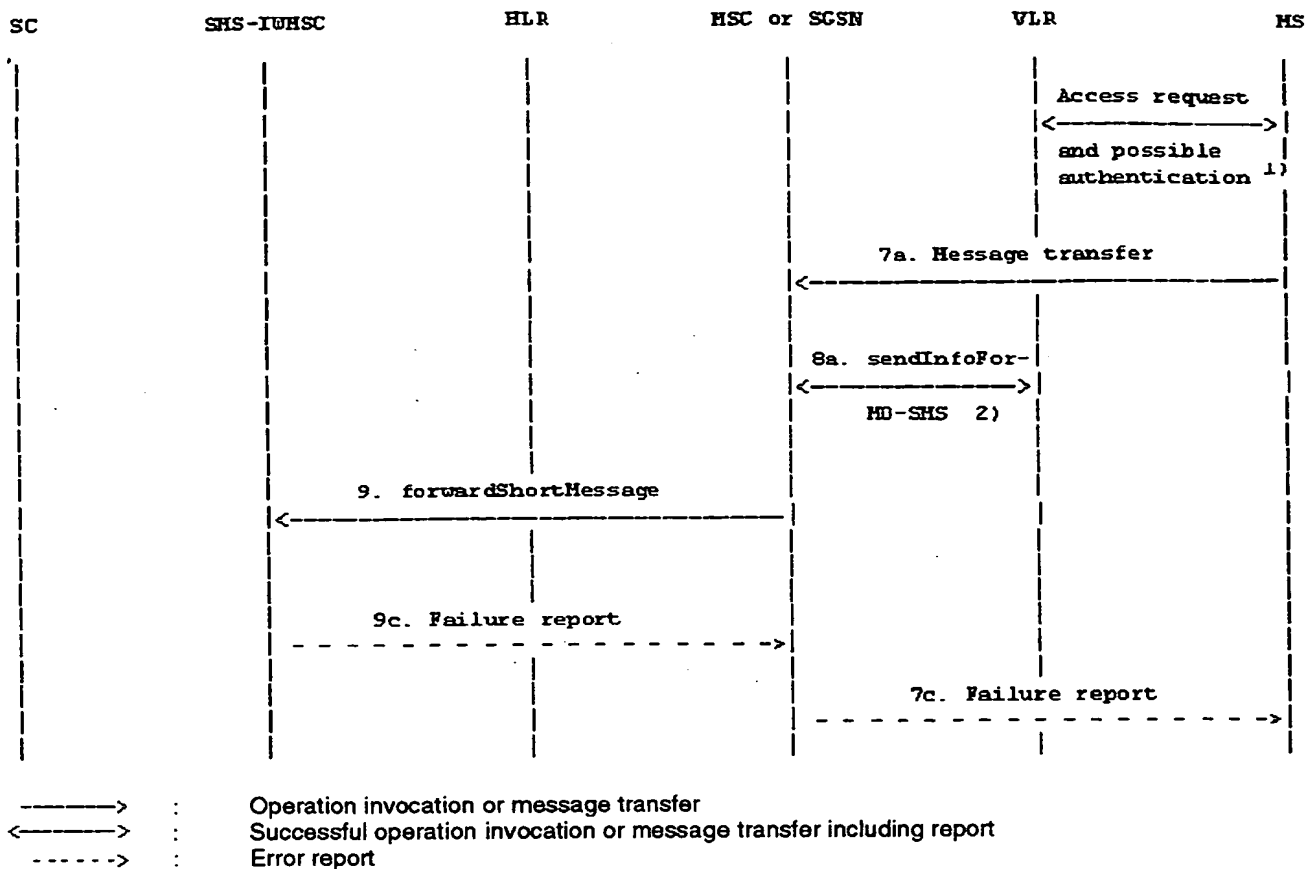 SC SMS-IWMSC HLR MSC or SGSN VLR MS
Access request
<------------>
and possible
authentication 1)
7a. Message transfer
<------------
8a. sendInfoFor-
<------------>
MO-SMS 2)
9. forwardShortMessage
<------------
9c. Failure report
- - - - - - ->
7c. Failure report
- - - - - - ->
------------> : Operation invocation or message transfer
<------------> : Successful operation invocation or message transfer including report
- - - - - -> : Error report